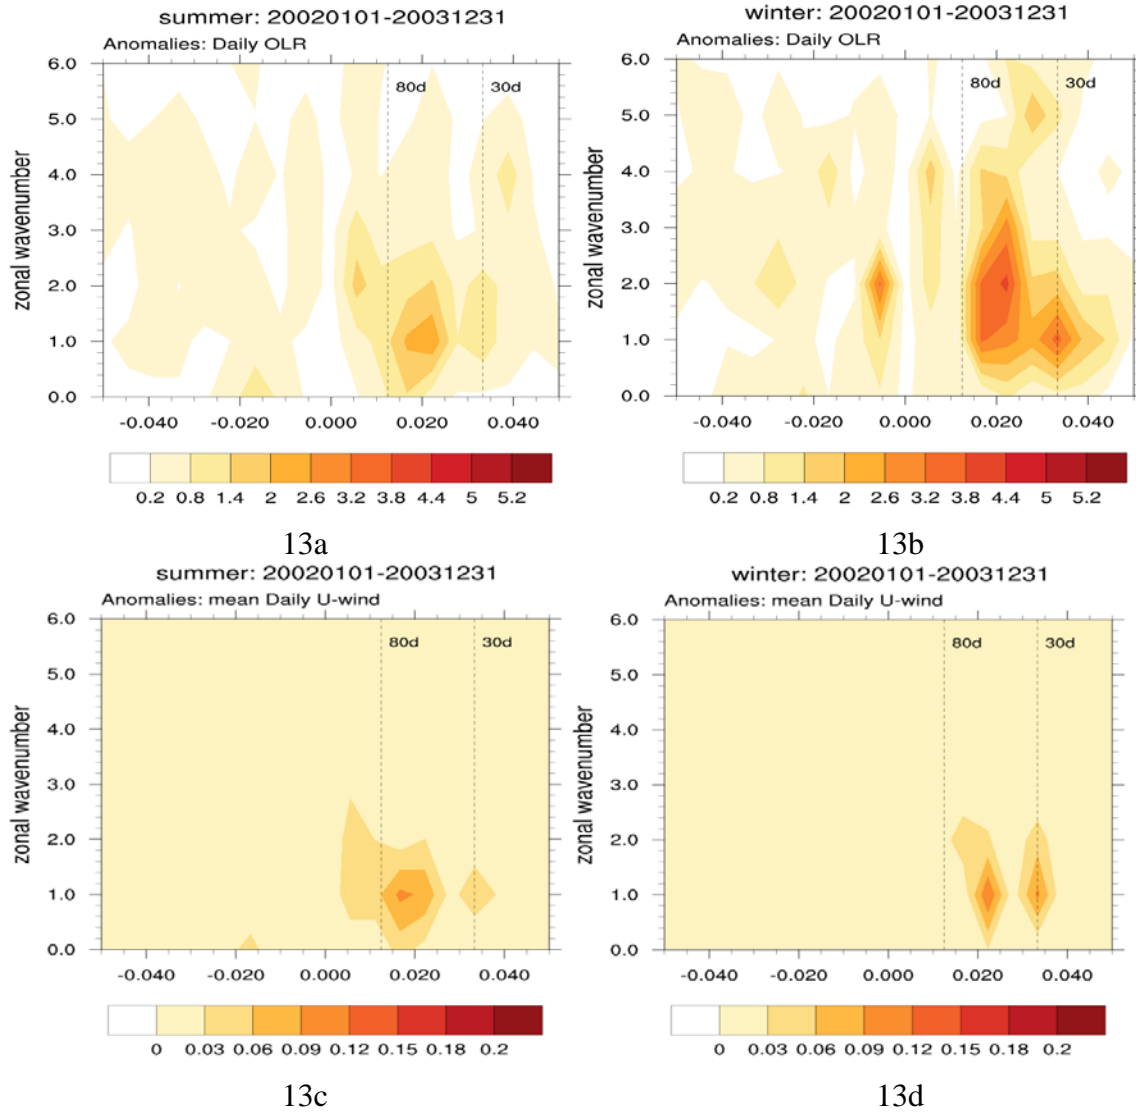 summer: 20020101-20031231
Anomalies: Daily OLR
6.0
5.0
4.0
3.0
2.0
1.0
0.0
zonal wavenumber
80d
30d
-0.040 -0.020 0.000 0.020 0.040
0.2 0.8 1.4 2 2.6 3.2 3.8 4.4 5 5.2
13a
winter: 20020101-20031231
Anomalies: Daily OLR
6.0
5.0
4.0
3.0
2.0
1.0
0.0
zonal wavenumber
80d
30d
-0.040 -0.020 0.000 0.020 0.040
0.2 0.8 1.4 2 2.6 3.2 3.8 4.4 5 5.2
13b
summer: 20020101-20031231
Anomalies: mean Daily U-wind
6.0
5.0
4.0
3.0
2.0
1.0
0.0
zonal wavenumber
80d
30d
-0.040 -0.020 0.000 0.020 0.040
0 0.03 0.06 0.09 0.12 0.15 0.18 0.2
13c
winter: 20020101-20031231
Anomalies: mean Daily U-wind
6.0
5.0
4.0
3.0
2.0
1.0
0.0
zonal wavenumber
80d
30d
-0.040 -0.020 0.000 0.020 0.040
0 0.03 0.06 0.09 0.12 0.15 0.18 0.2
13d